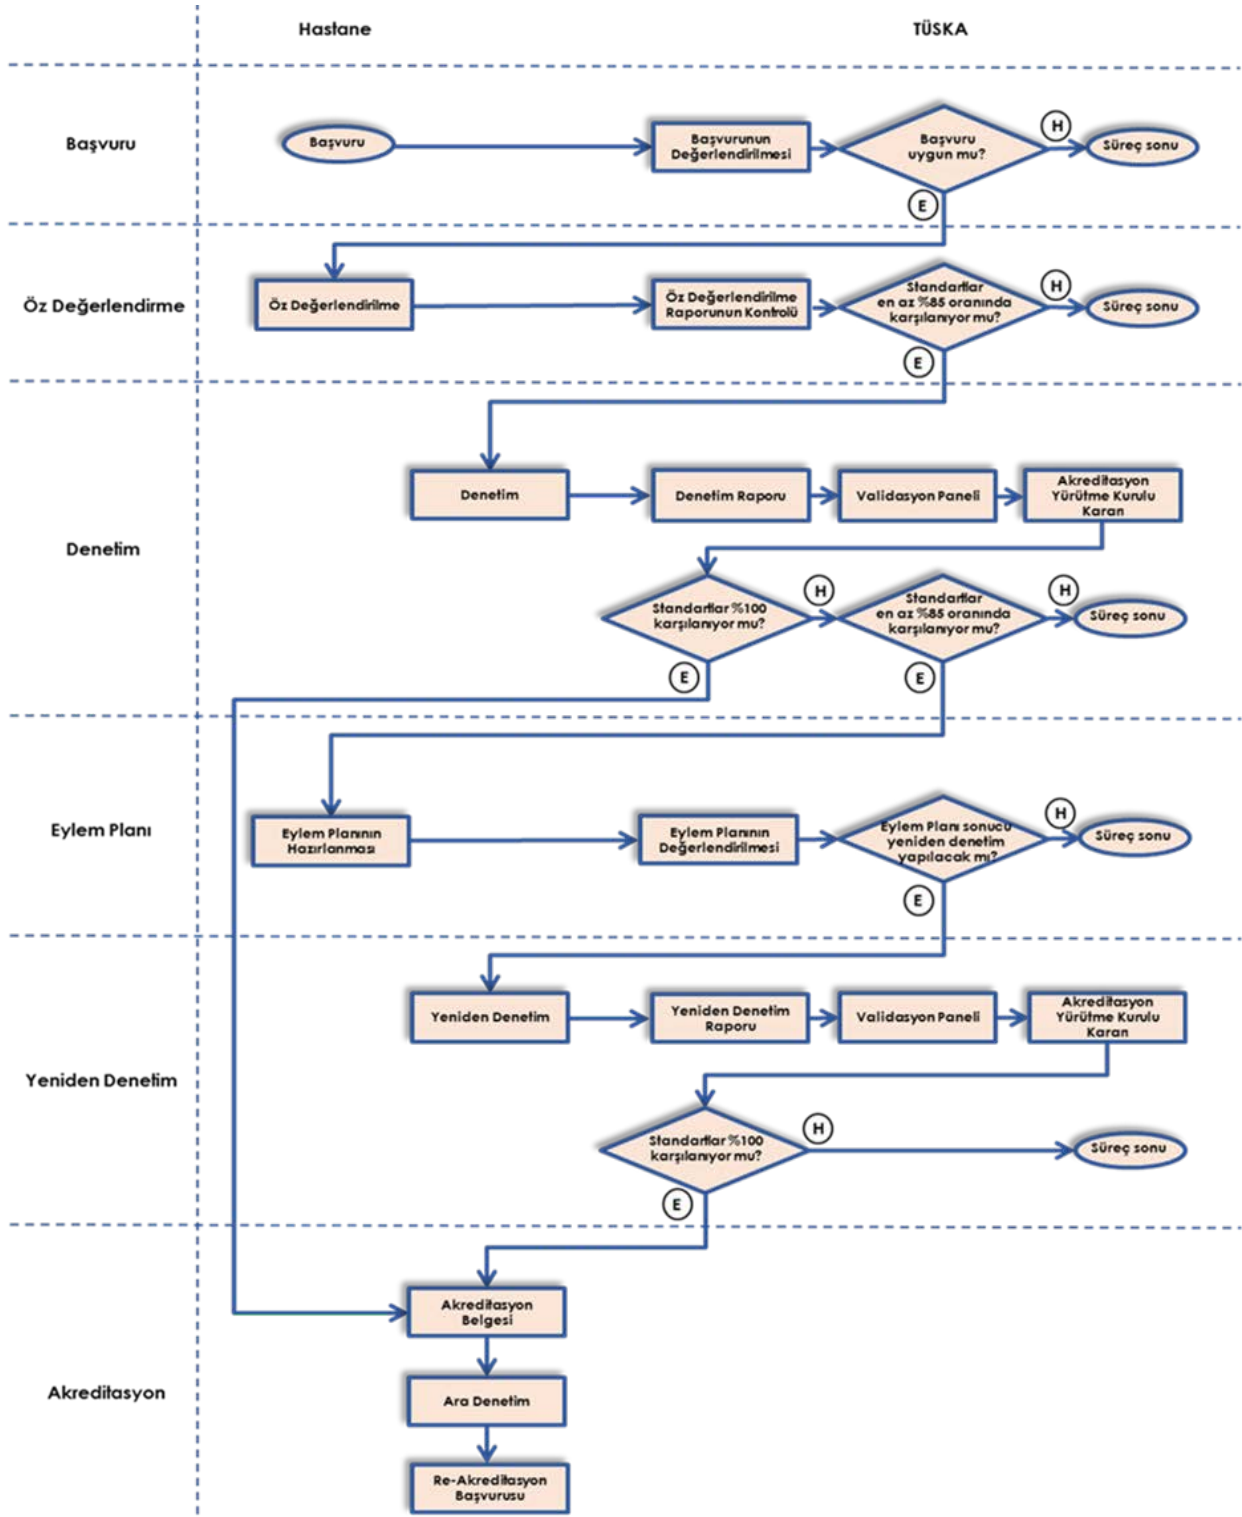 Hastane
TÜSKA
Başvuru
Başvuru
Başvurunun
Değerlendirilmesi
Başvuru
uygun mu?
H
Süreç sonu
E
Öz Değerlendirme
Öz Değerlendirilme
Öz Değerlendirilme
Raporunun Kontrolü
Standartlar
en az %85 oranında
karşılanıyor mu?
H
Süreç sonu
E
Denetim
Denetim
Denetim Raporu
Validasyon Paneli
Akreditasyon
Yürütme Kurulu
Kararı
Standartlar %100
karşılanıyor mu?
H
Standartlar
en az %85 oranında
karşılanıyor mu?
H
Süreç sonu
E
E
Eylem Planı
Eylem Planının
Hazırlanması
Eylem Planının
Değerlendirilmesi
Eylem Planı sonucu
yeniden denetim
yapılacak mı?
H
Süreç sonu
E
Yeniden Denetim
Yeniden Denetim
Yeniden Denetim
Raporu
Validasyon Paneli
Akreditasyon
Yürütme Kurulu
Kararı
Standartlar %100
karşılanıyor mu?
H
Süreç sonu
E
Akreditasyon
Akreditasyon
Belgesi
Ara Denetim
Re-Akreditasyon
Başvurusu